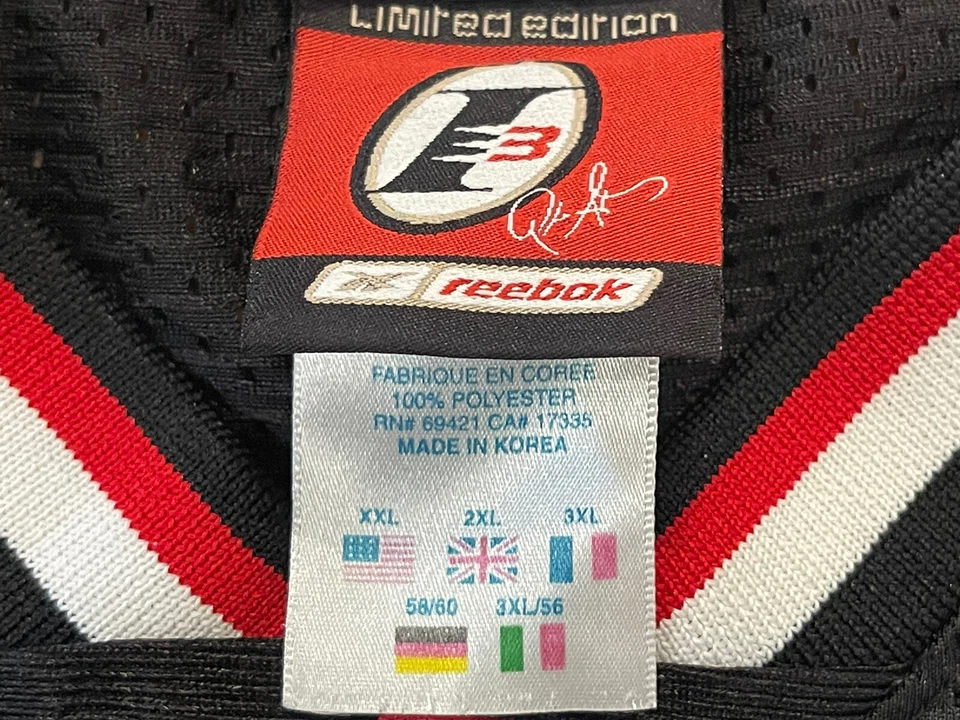 Limited edition
I3
reebok
FABRIQUE EN COREE
100% POLYESTER
RN# 69421 CA# 17335
MADE IN KOREA
XXL 2XL 3XL
58/60 3XL/56